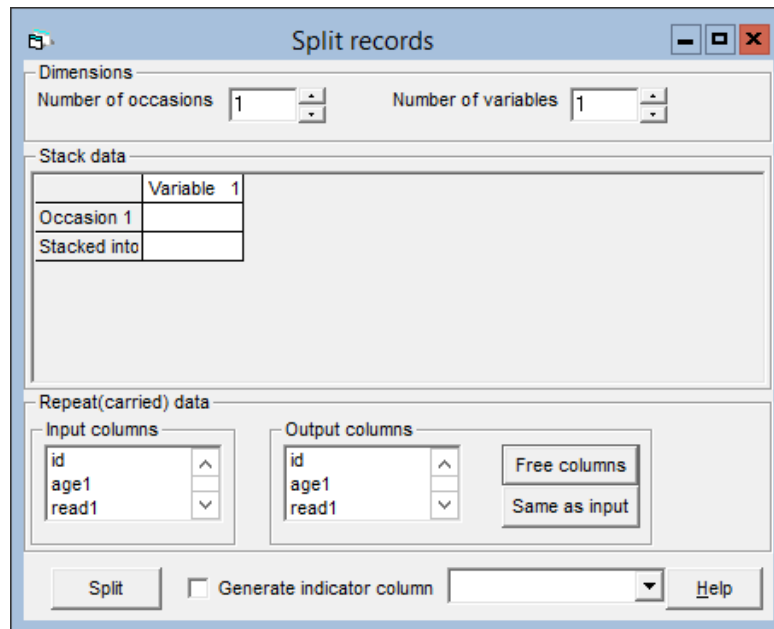 Split records
Dimensions
Number of occasions 1 Number of variables 1
Stack data
Variable 1
Occasion 1
Stacked into
Repeat(carried) data
Input columns
id
age1
read1
Output columns
id
age1
read1
Free columns
Same as input
Split Generate indicator column Help